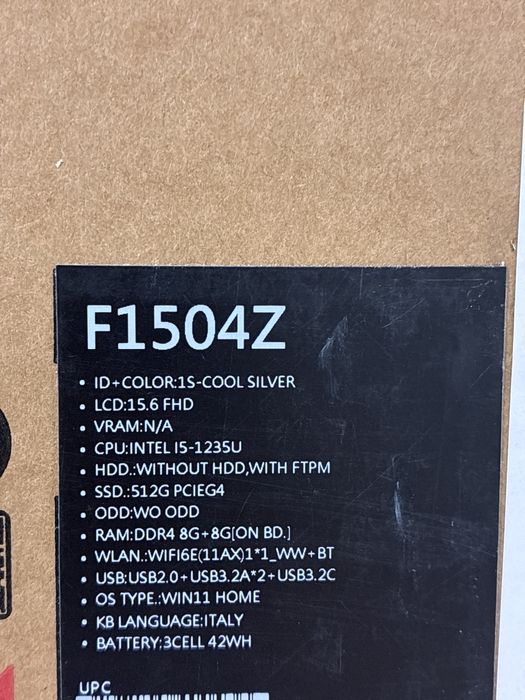 F1504Z
• ID+COLOR:1S-COOL SILVER
• LCD:15.6 FHD
• VRAM:N/A
• CPU:INTEL I5-1235U
• HDD.:WITHOUT HDD,WITH FTPM
• SSD.:512G PCIEG4
• ODD:WO ODD
• RAM:DDR4 8G+8G[ON BD.]
• WLAN.:WIFI6E(11AX)1*1_WW+BT
• USB:USB2.0+USB3.2A*2+USB3.2C
• OS TYPE.:WIN11 HOME
• KB LANGUAGE:ITALY
• BATTERY:3CELL 42WH
UPC